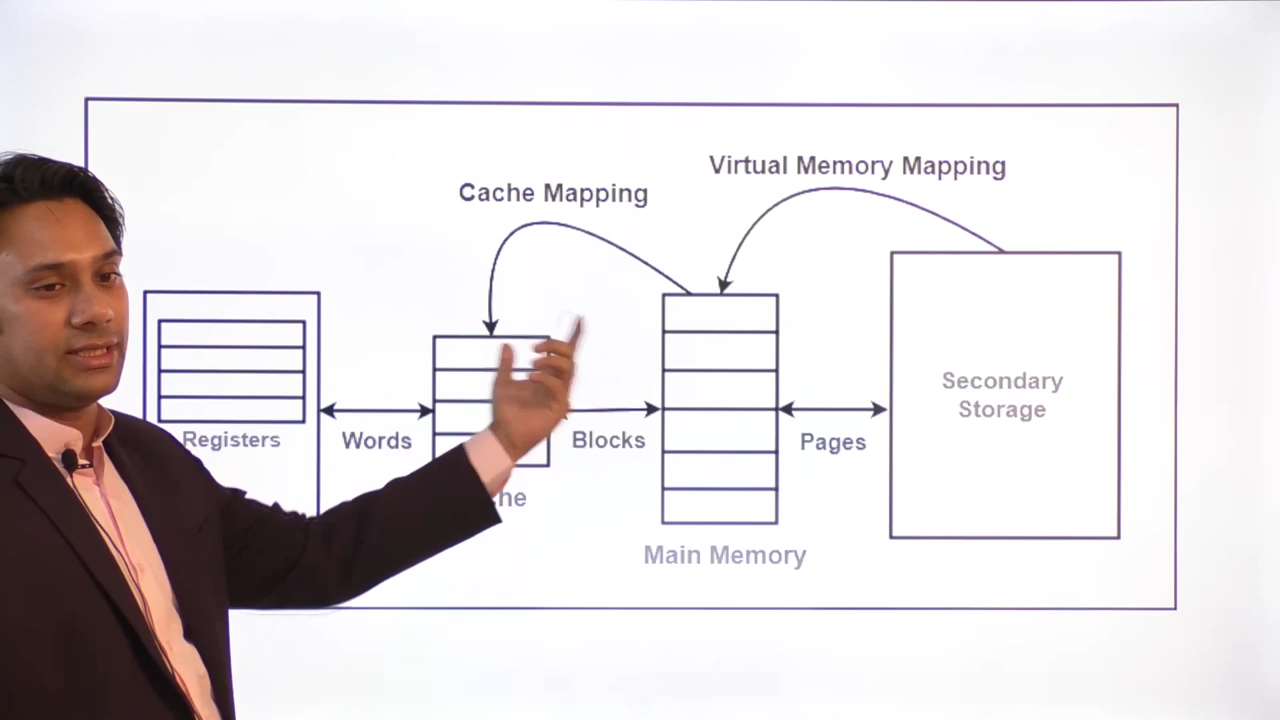 Virtual Memory Mapping
Cache Mapping
Secondary
Storage
Registers
Words
Blocks
Pages
Main Memory